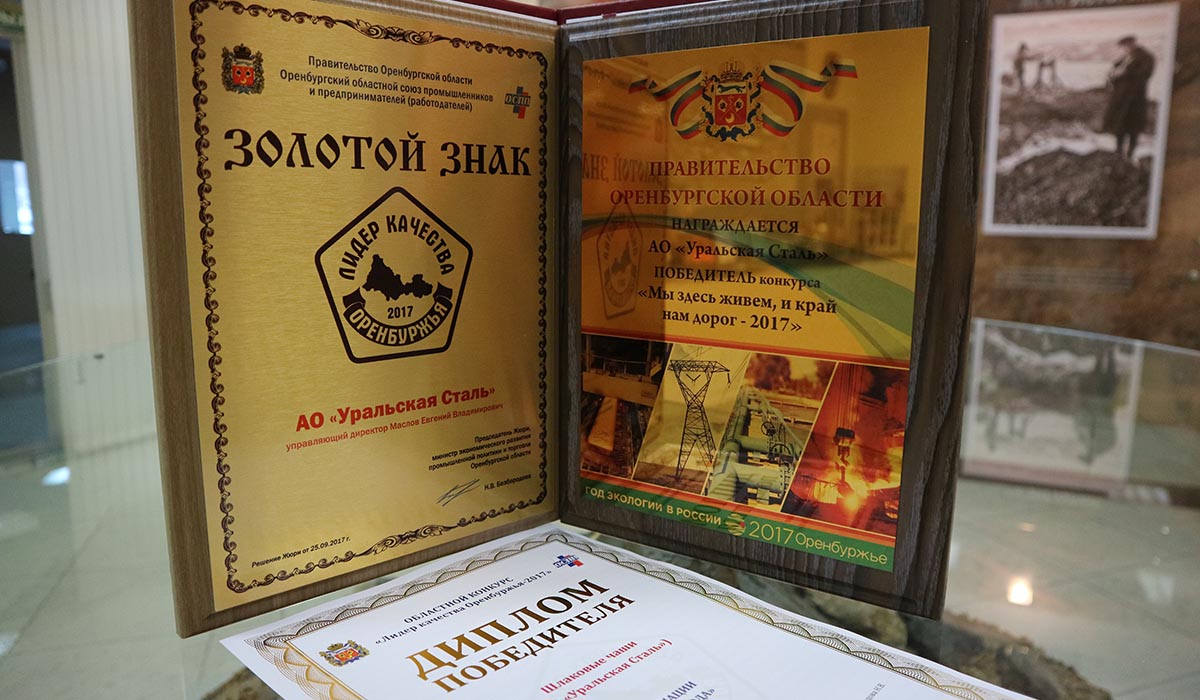 Правительство Оренбургской области
Оренбургский областной союз промышленников
и предпринимателей (работодателей)
ОСПП
ЗОЛОТОЙ ЗНАК
ЛИДЕР КАЧЕСТВА
2017
ОРЕНБУРЖЬЯ
АО «Уральская Сталь»
управляющий директор Маслов Евгений Владимирович
Председатель Жюри,
министр экономического развития
промышленной политики и торговли
Оренбургской области
Н.В. Безбородова
Решение Жюри от 25.09.2017 г.
ПРАВИТЕЛЬСТВО
ОРЕНБУРГСКОЙ ОБЛАСТИ
НАГРАЖДАЕТСЯ
АО «Уральская Сталь»
ПОБЕДИТЕЛЬ конкурса
«Мы здесь живем, и край
нам дорог - 2017»
ГОД ЭКОЛОГИИ В РОССИИ 2017 Оренбуржье
ОСПП
ОБЛАСТНОЙ КОНКУРС
«Лидер качества Оренбуржья-2017»
ДИПЛОМ
ПОБЕДИТЕЛЯ
Шлаковые чаши
«Уральская Сталь»)